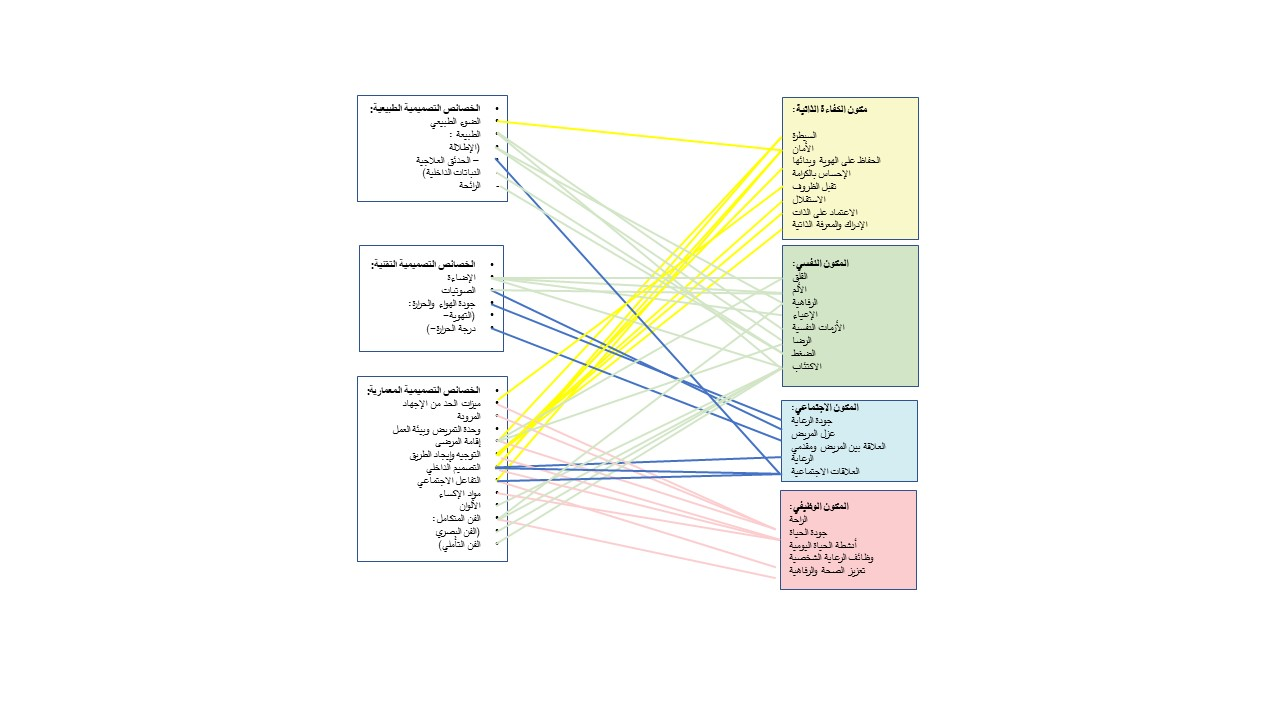 الخصائص التصميمية الطبيعية:
الضوء الطبيعي
الطبيعة :
(الإطلالة
– الحدئق العلاجية
النباتات الداخلية)
الرائحة
الخصائص التصميمية التقنية:
الإضاءة
الصوتيات
جودة الهواء والحرارة:
(التهوية–
درجة الحرارة–)
الخصائص التصميمية المعمارية:
ميزات الحد من الإجهاد
المرونة
وحدة التمريض وبيئة العمل
إقامة المرضى
التوجيه وإيجاد الطريق
التصميم الداخلي
التفاعل الاجتماعي
مواد الإكساء
الألوان
الفن المتكامل:
(الفن البصري
الفن التأملي)
مكون الكفاءة الذاتية:
السيطرة
الأمان
الحفاظ على الهوية وبنائها
الإحساس بالكرامة
تقبل الظروف
الاستقلال
الاعتماد على الذات
الإدراك والمعرفة الذاتية
المكون النفسي:
القلق
الألم
الرفاهية
الإعياء
الأزمات النفسية
الرضا
الضغط
الاكتئاب
المكون الاجتماعي:
جودة الرعاية
عزل المريض
العلاقة بين المريض ومقدمي
الرعاية
العلاقات الاجتماعية
المكون الوظيفي:
الراحة
جودة الحياة
أنشطة الحياة اليومية
وظائف الرعاية الشخصية
تعزيز الصحة والرفاهية